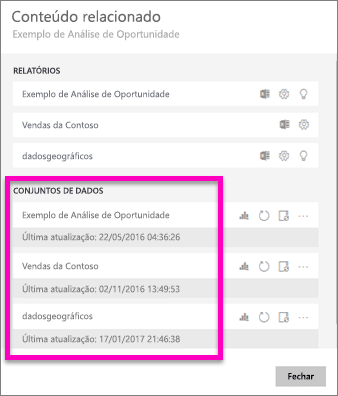 Conteúdo relacionado
Exemplo de Análise de Oportunidade
RELATÓRIOS
Exemplo de Análise de Oportunidade
Vendas da Contoso
dadosgeográficos
CONJUNTOS DE DADOS
Exemplo de Análise de Oportunidade
Última atualização: 22/05/2016 04:36:26
Vendas da Contoso
Última atualização: 02/11/2016 13:49:53
dadosgeográficos
Última atualização: 17/01/2017 21:46:38
Fechar